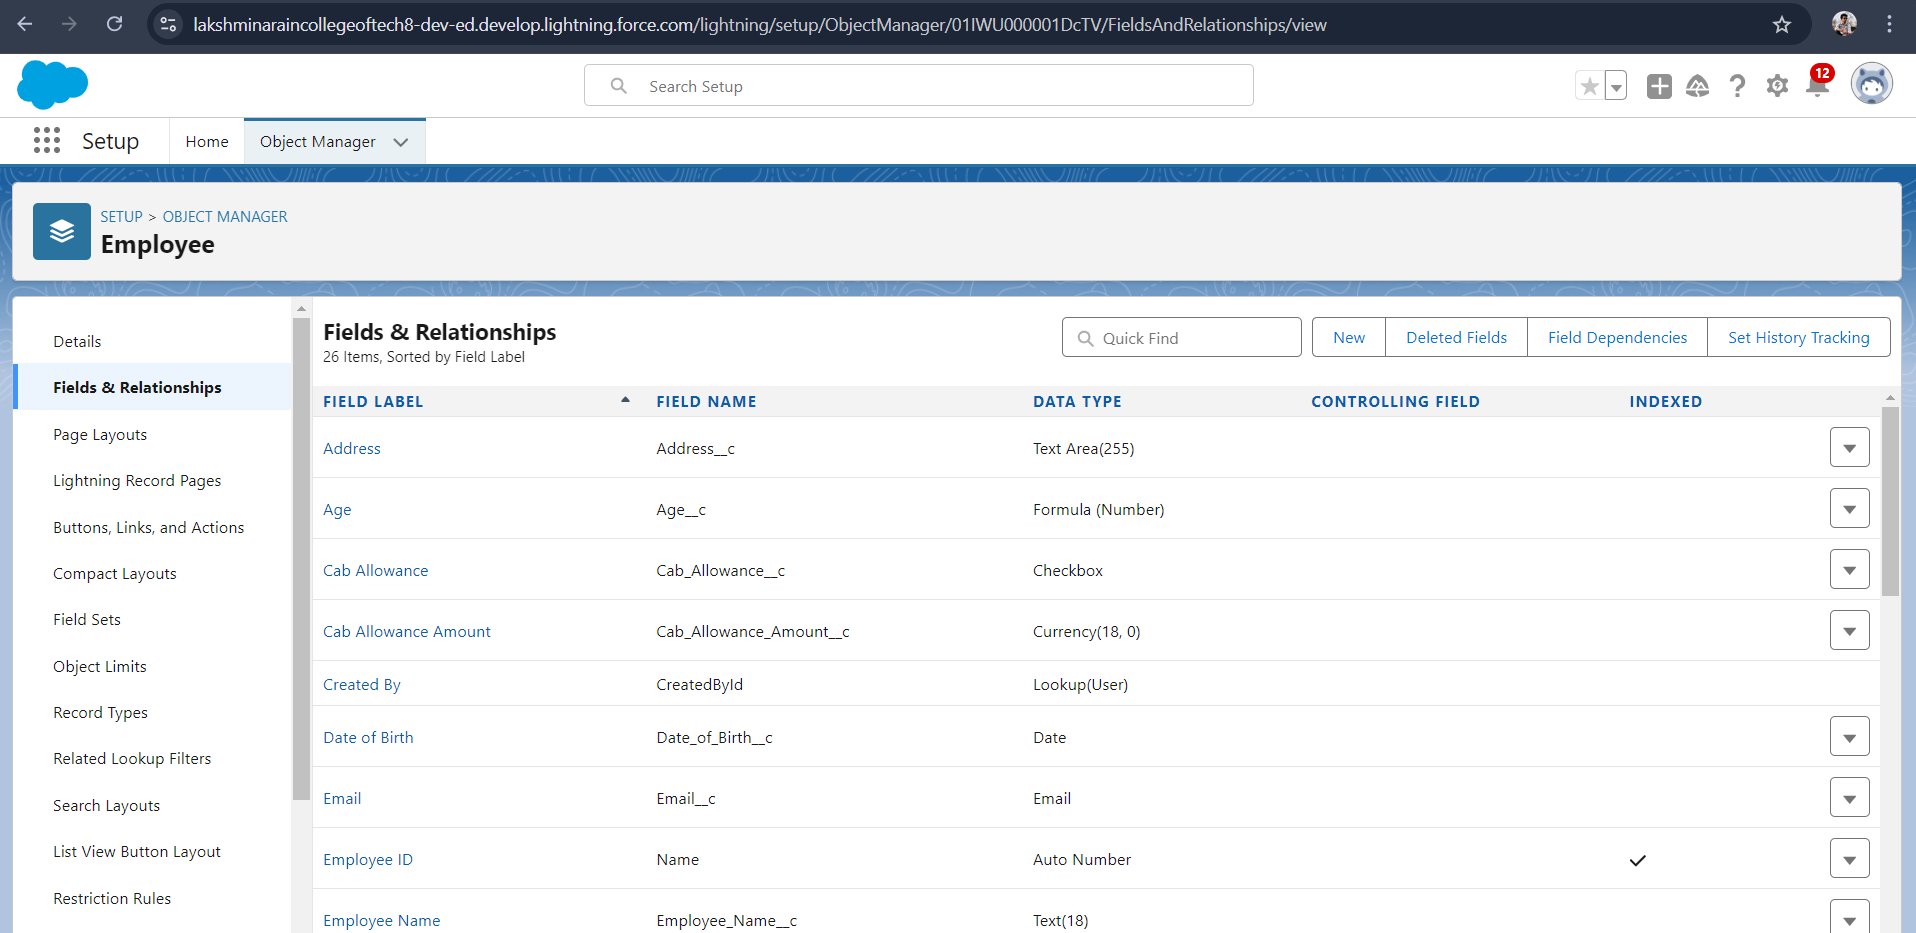 lakshminaraincollegeoftech8-dev-ed.develop.lightning.force.com/lightning/setup/ObjectManager/01IWU000001DcTV/FieldsAndRelationships/view
Search Setup
12
Setup
Home
Object Manager
SETUP > OBJECT MANAGER
Employee
Details
Fields & Relationships
Page Layouts
Lightning Record Pages
Buttons, Links, and Actions
Compact Layouts
Field Sets
Object Limits
Record Types
Related Lookup Filters
Search Layouts
List View Button Layout
Restriction Rules
Fields & Relationships
26 Items, Sorted by Field Label
Quick Find
New
Deleted Fields
Field Dependencies
Set History Tracking
FIELD LABEL FIELD NAME DATA TYPE CONTROLLING FIELD INDEXED
Address Address__c Text Area(255)
Age Age__c Formula (Number)
Cab Allowance Cab_Allowance__c Checkbox
Cab Allowance Amount Cab_Allowance_Amount__c Currency(18, 0)
Created By CreatedById Lookup(User)
Date of Birth Date_of_Birth__c Date
Email Email__c Email
Employee ID Name Auto Number
Employee Name Employee_Name__c Text(18)